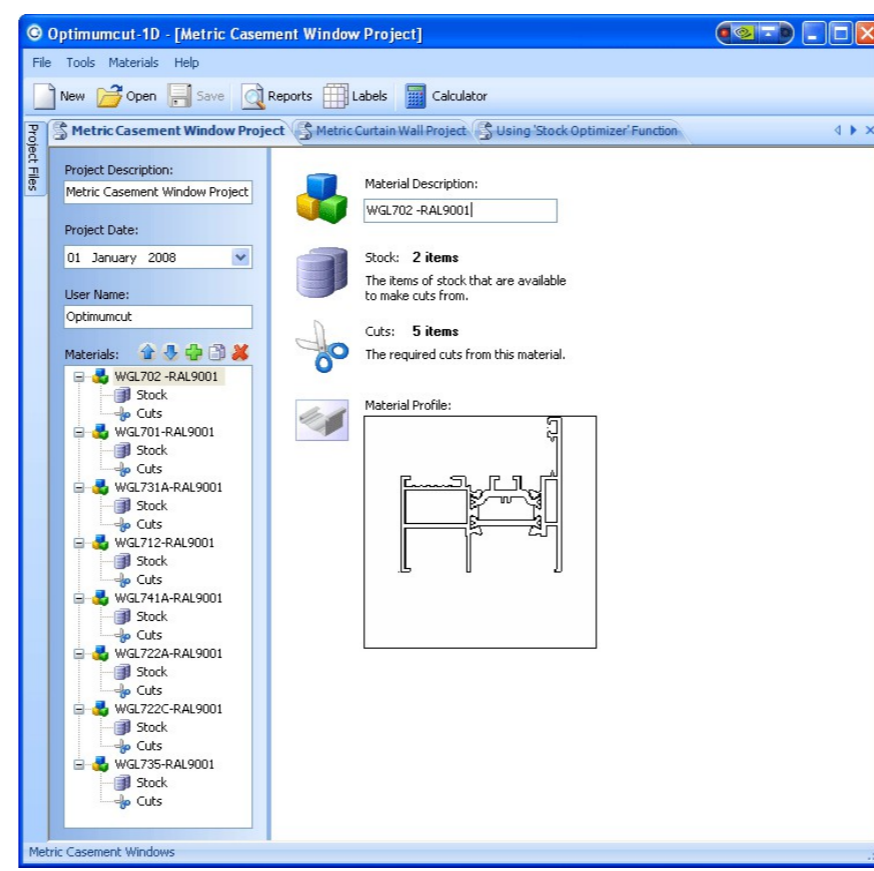 Optimumcut-1D - [Metric Casement Window Project]
File Tools Materials Help
New Open Save Reports Labels Calculator
Metric Casement Window Project Metric Curtain Wall Project Using 'Stock Optimizer' Function
Project Files
Project Description:
Metric Casement Window Project
Project Date:
01 January 2008
User Name:
Optimumcut
Materials:
WGL702 -RAL9001
Stock
Cuts
WGL701-RAL9001
Stock
Cuts
WGL731A-RAL9001
Stock
Cuts
WGL712-RAL9001
Stock
Cuts
WGL741A-RAL9001
Stock
Cuts
WGL722A-RAL9001
Stock
Cuts
WGL722C-RAL9001
Stock
Cuts
WGL735-RAL9001
Stock
Cuts
Material Description:
WGL702 -RAL9001
Stock: 2 items
The items of stock that are available
to make cuts from.
Cuts: 5 items
The required cuts from this material.
Material Profile:
Metric Casement Windows